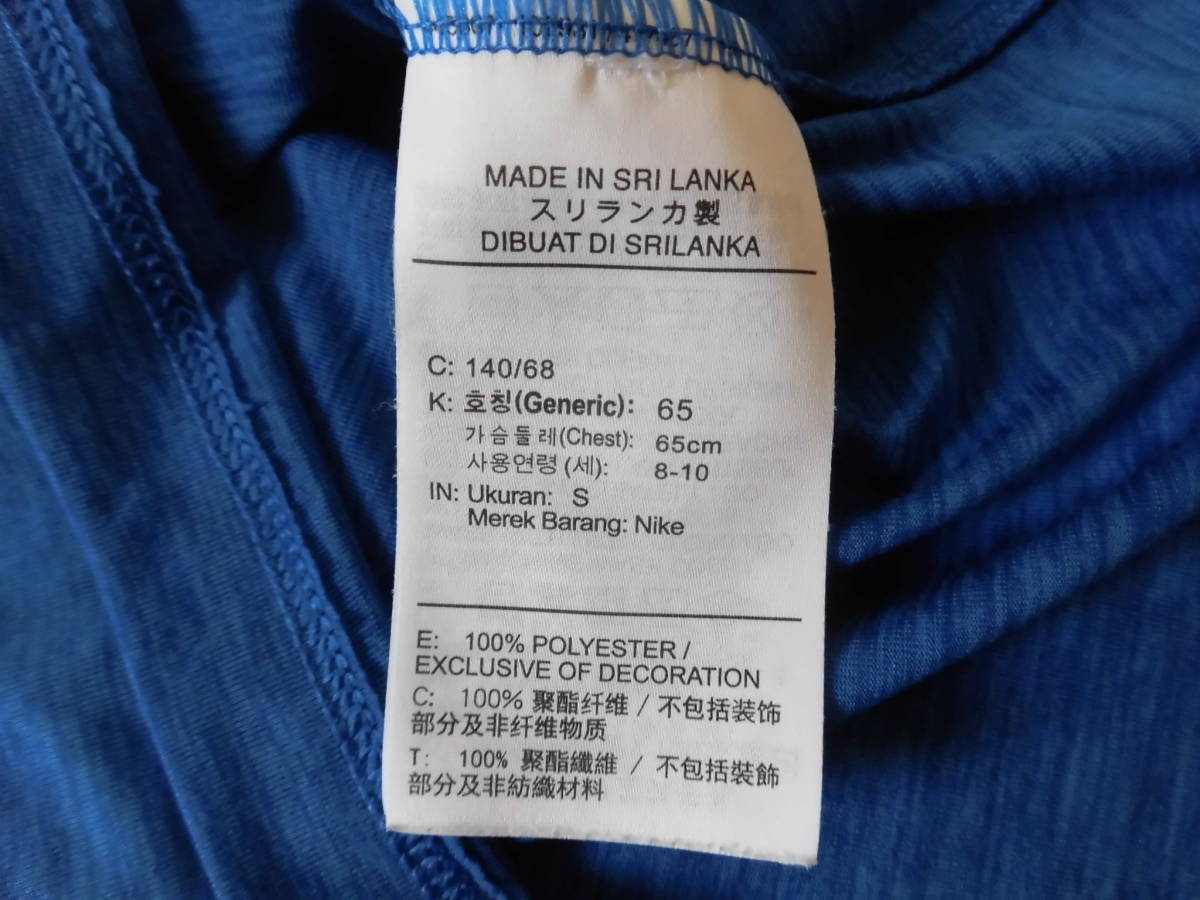 MADE IN SRI LANKA
スリランカ製
DIBUAT DI SRILANKA
C: 140/68
K: 호칭(Generic): 65
가슴둘레(Chest): 65cm
사용연령 (세): 8-10
IN: Ukuran: S
Merek Barang: Nike
E: 100% POLYESTER /
EXCLUSIVE OF DECORATION
C: 100% 聚酯纤维 / 不包括装饰
部分及非纤维物质
T: 100% 聚酯纖維 / 不包括裝飾
部分及非紡織材料